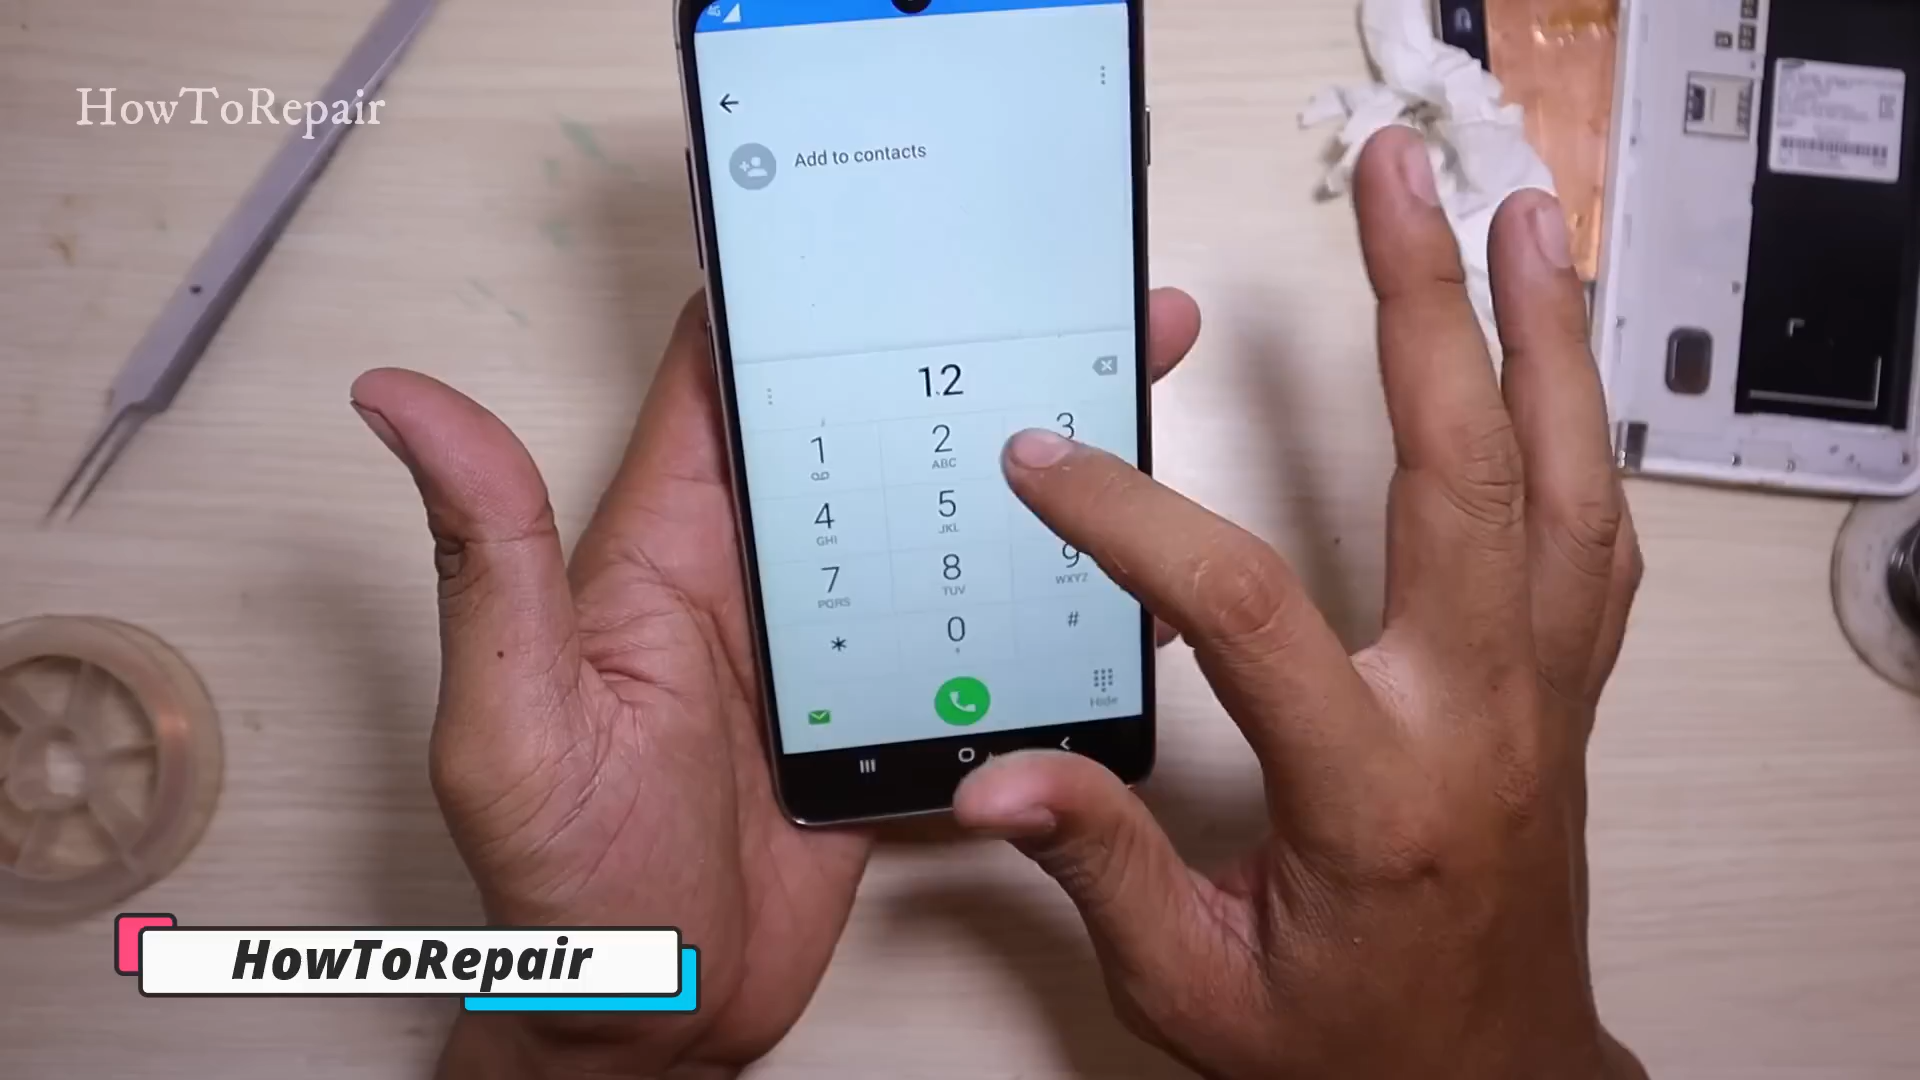 4G
HowToRepair
Add to contacts
12
1 2 3
ABC
4 5
GHI JKL
7 8 9
PQRS TUV WXYZ
* 0 #
Hide
HowToRepair